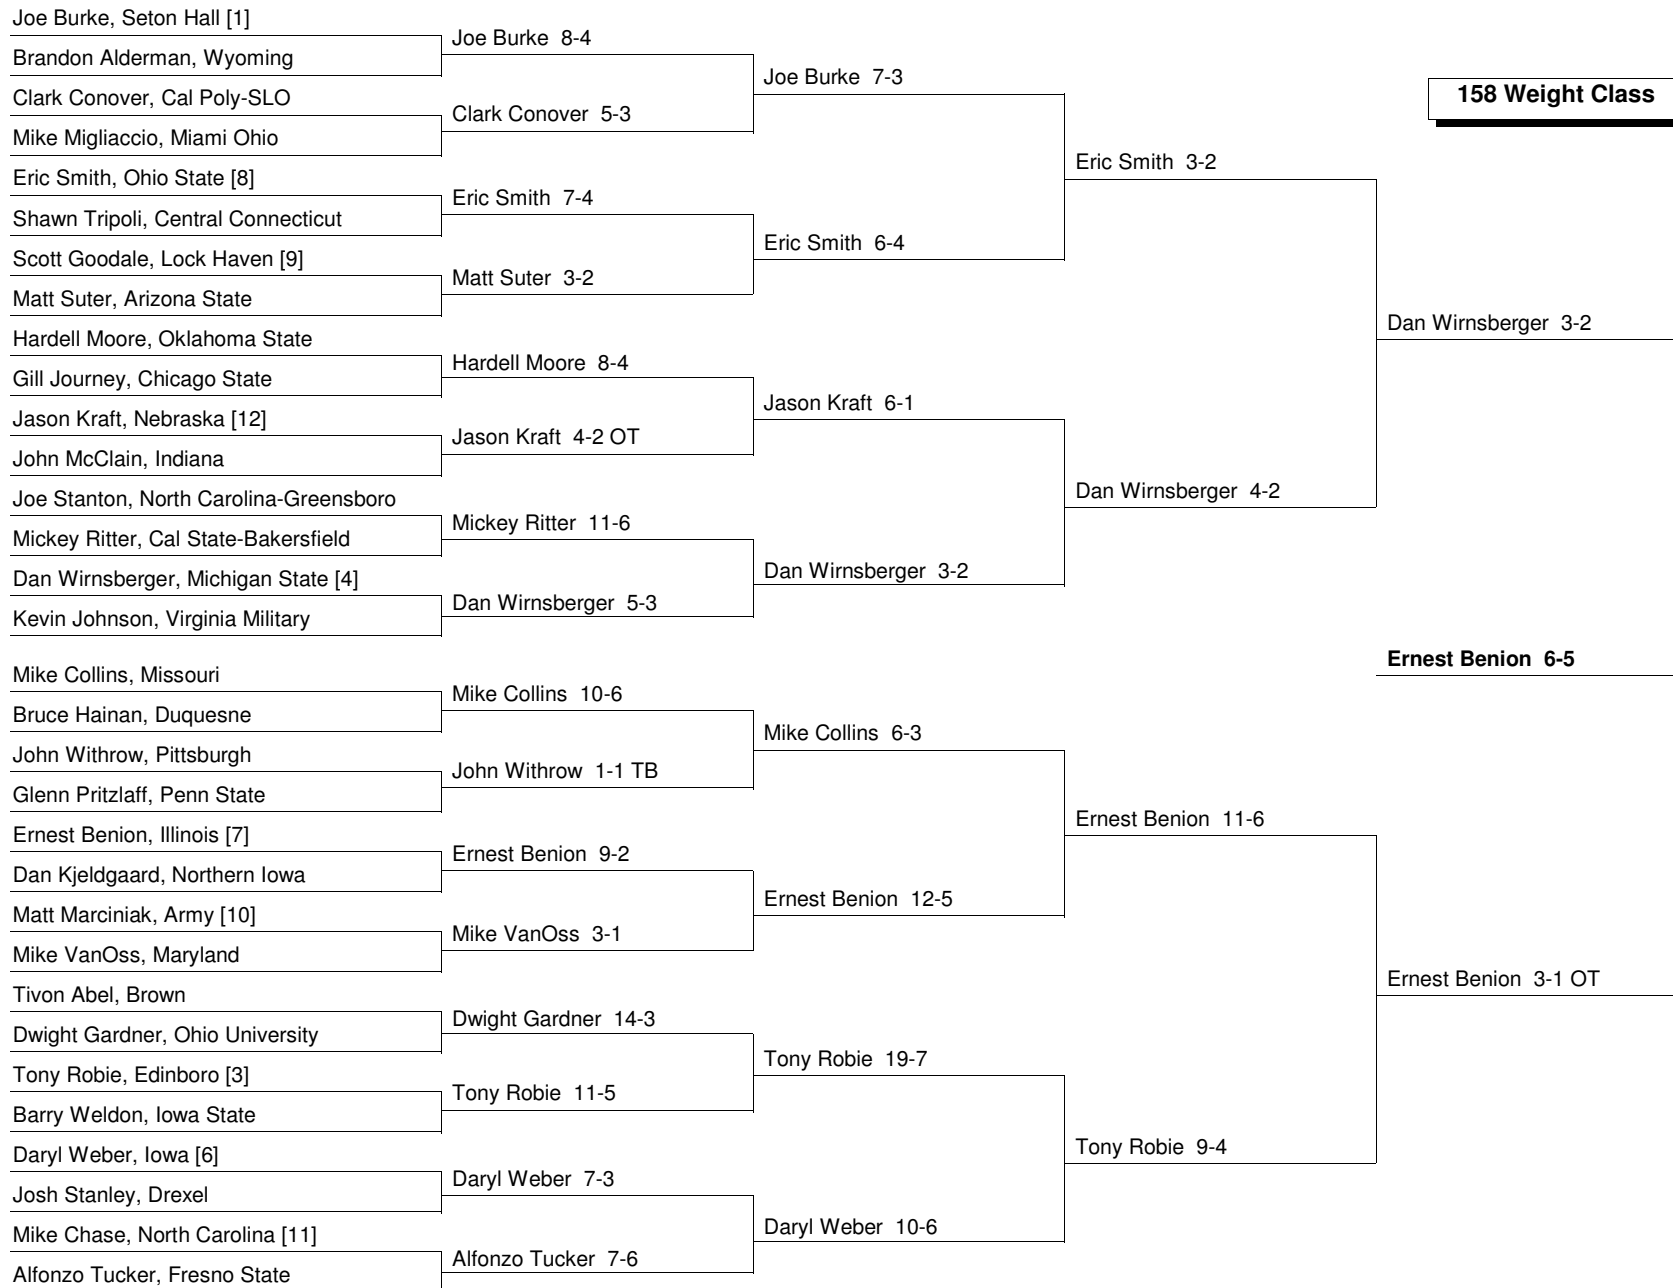 Joe Burke, Seton Hall [1]
Brandon Alderman, Wyoming
Clark Conover, Cal Poly-SLO
Mike Migliaccio, Miami Ohio
Eric Smith, Ohio State [8]
Shawn Tripoli, Central Connecticut
Scott Goodale, Lock Haven [9]
Matt Suter, Arizona State
Hardell Moore, Oklahoma State
Gill Journey, Chicago State
Jason Kraft, Nebraska [12]
John McClain, Indiana
Joe Stanton, North Carolina-Greensboro
Mickey Ritter, Cal State-Bakersfield
Dan Wirnsberger, Michigan State [4]
Kevin Johnson, Virginia Military
Mike Collins, Missouri
Bruce Hainan, Duquesne
John Withrow, Pittsburgh
Glenn Pritzlaff, Penn State
Ernest Benion, Illinois [7]
Dan Kjeldgaard, Northern Iowa
Matt Marciniak, Army [10]
Mike VanOss, Maryland
Tivon Abel, Brown
Dwight Gardner, Ohio University
Tony Robie, Edinboro [3]
Barry Weldon, Iowa State
Daryl Weber, Iowa [6]
Josh Stanley, Drexel
Mike Chase, North Carolina [11]
Alfonzo Tucker, Fresno State
Joe Burke 8-4
Clark Conover 5-3
Eric Smith 7-4
Matt Suter 3-2
Hardell Moore 8-4
Jason Kraft 4-2 OT
Mickey Ritter 11-6
Dan Wirnsberger 5-3
Mike Collins 10-6
John Withrow 1-1 TB
Ernest Benion 9-2
Mike VanOss 3-1
Dwight Gardner 14-3
Tony Robie 11-5
Daryl Weber 7-3
Alfonzo Tucker 7-6
Joe Burke 7-3
Eric Smith 6-4
Jason Kraft 6-1
Dan Wirnsberger 3-2
Mike Collins 6-3
Ernest Benion 12-5
Tony Robie 19-7
Daryl Weber 10-6
Eric Smith 3-2
Dan Wirnsberger 4-2
Ernest Benion 11-6
Tony Robie 9-4
158 Weight Class
Dan Wirnsberger 3-2
Ernest Benion 6-5
Ernest Benion 3-1 OT